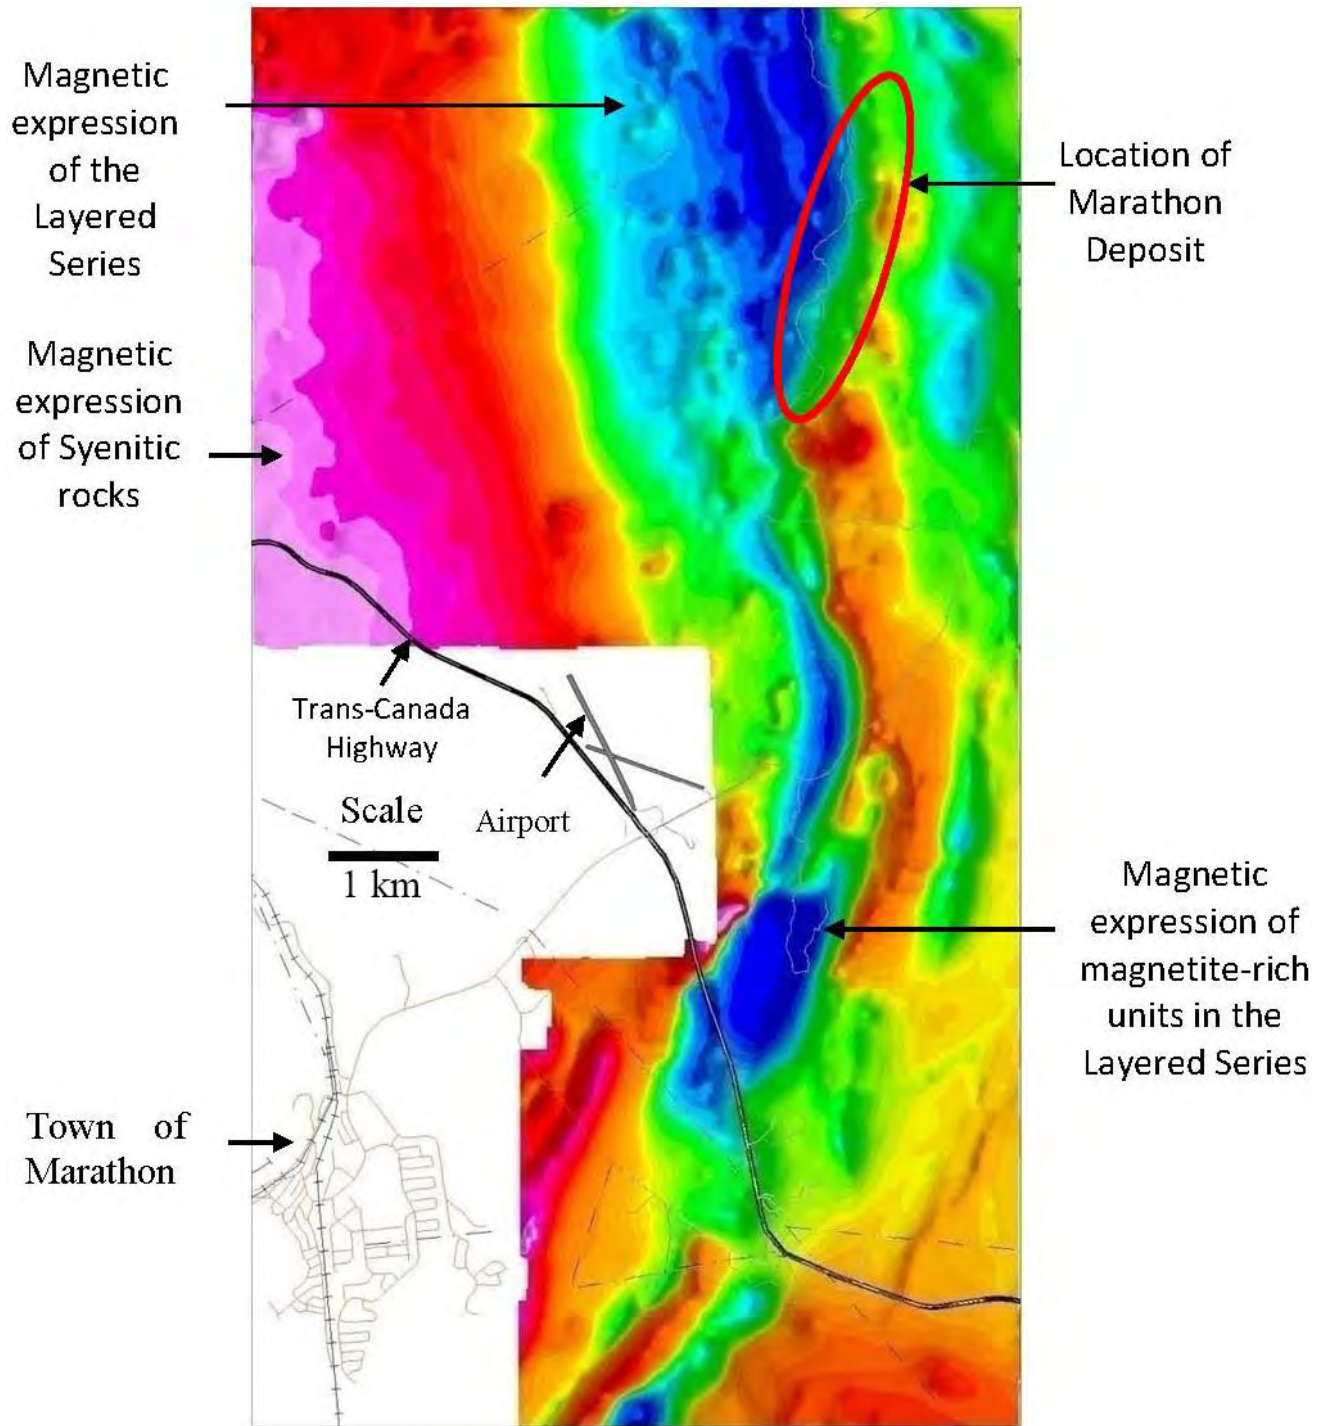 Magnetic
expression
of the
Layered
Series
Location of
Marathon
Deposit
Magnetic
expression
of Syenitic
rocks
Trans-Canada
Highway
Scale
1 km
Airport
Magnetic
expression of
magnetite-rich
units in the
Layered Series
Town of
Marathon